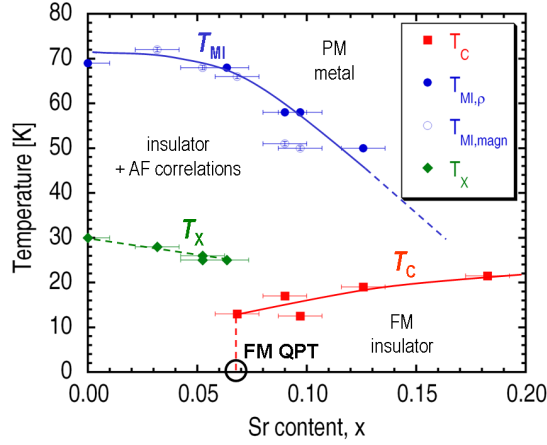 80
70
60
50
40
30
20
10
0
Temperature [K]
T_MI
PM
metal
insulator
+ AF correlations
T_X
T_C
FM QPT
FM
insulator
T_C
T_MI,ρ
T_MI,magn
T_X
0.00
0.05
0.10
0.15
0.20
Sr content, x